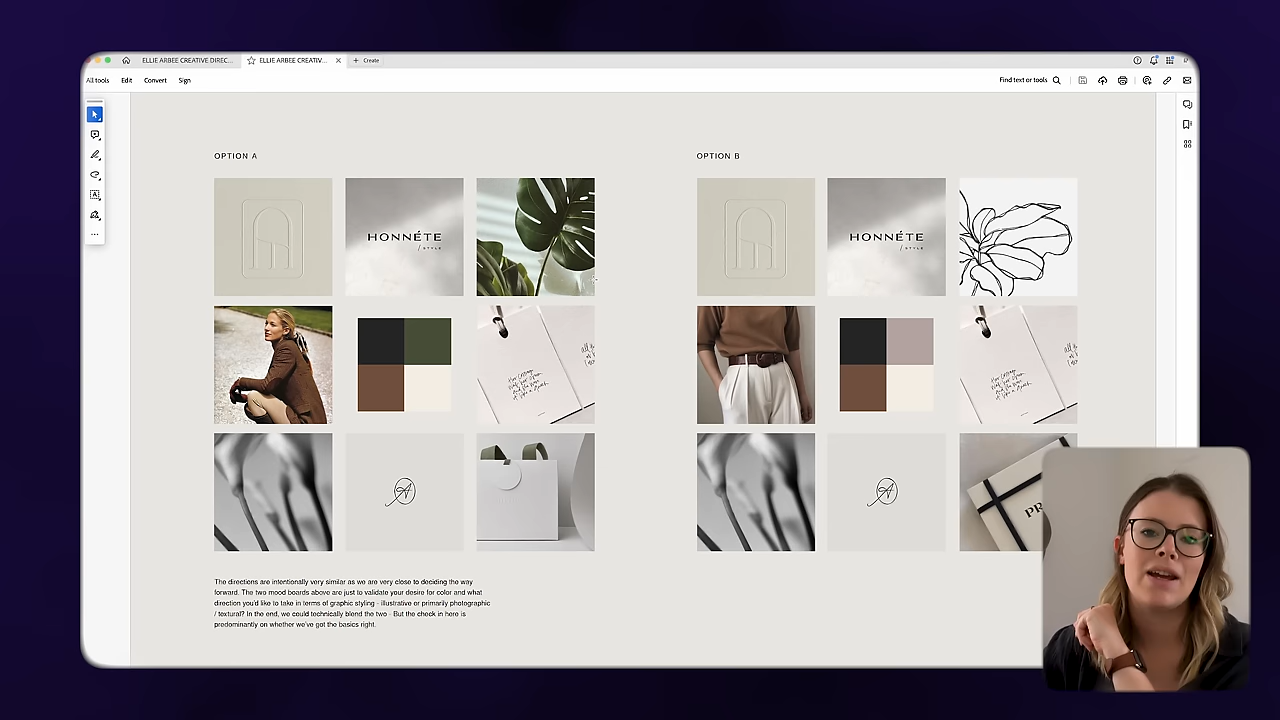 ELLIE ARBEE CREATIVE DIREC...
ELLIE ARBEE CREATIV...
Create
All tools
Edit
Convert
Sign
Find text or tools
OPTION A
OPTION B
HONNÉTE
/ STYLE
HONNÉTE
/ STYLE
A
A
PR
The directions are intentionally very similar as we are very close to deciding the way
forward. The two mood boards above are just to validate your desire for color and what
direction you'd like to take in terms of graphic styling - illustrative or primarily photographic
/ textural? In the end, we could technically blend the two - But the check in here is
predominantly on whether we've got the basics right.